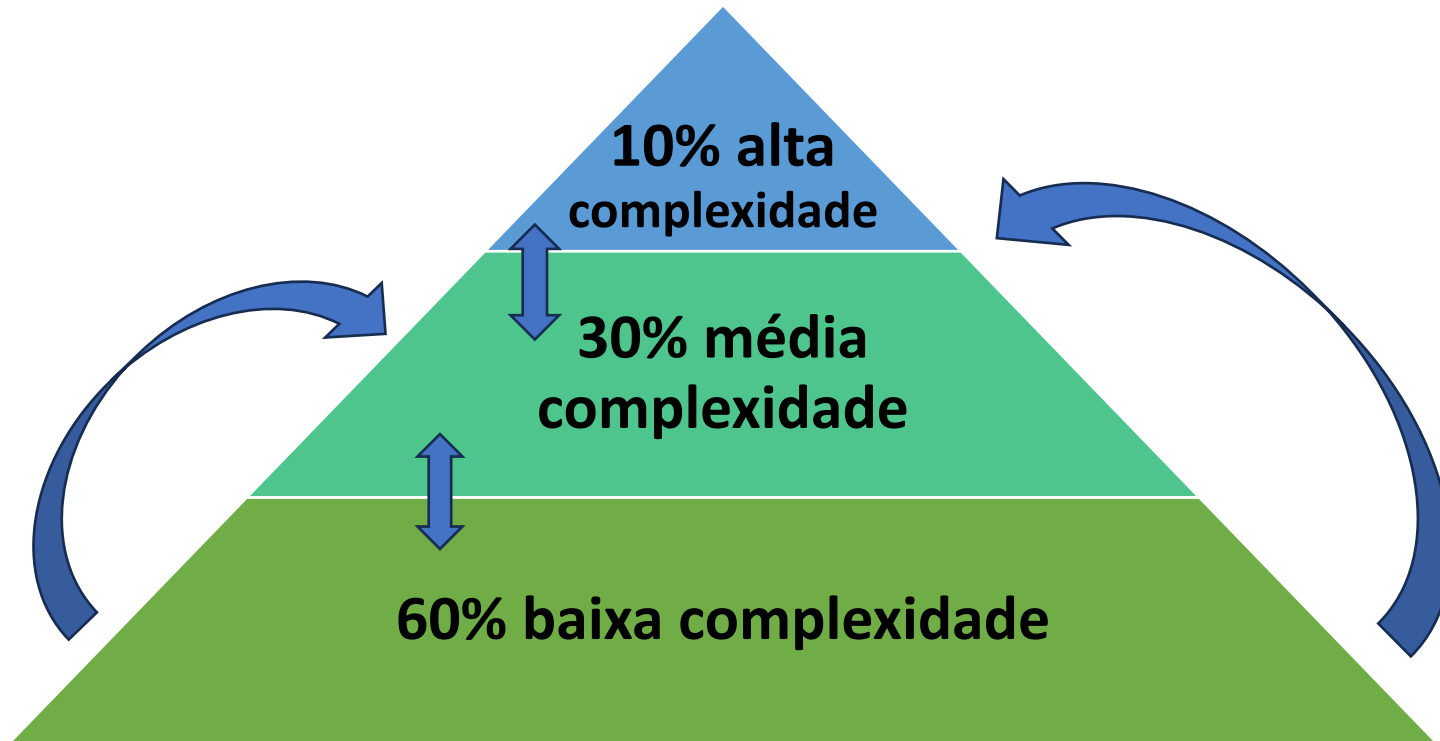 10% alta
complexidade
30% média
complexidade
60% baixa complexidade